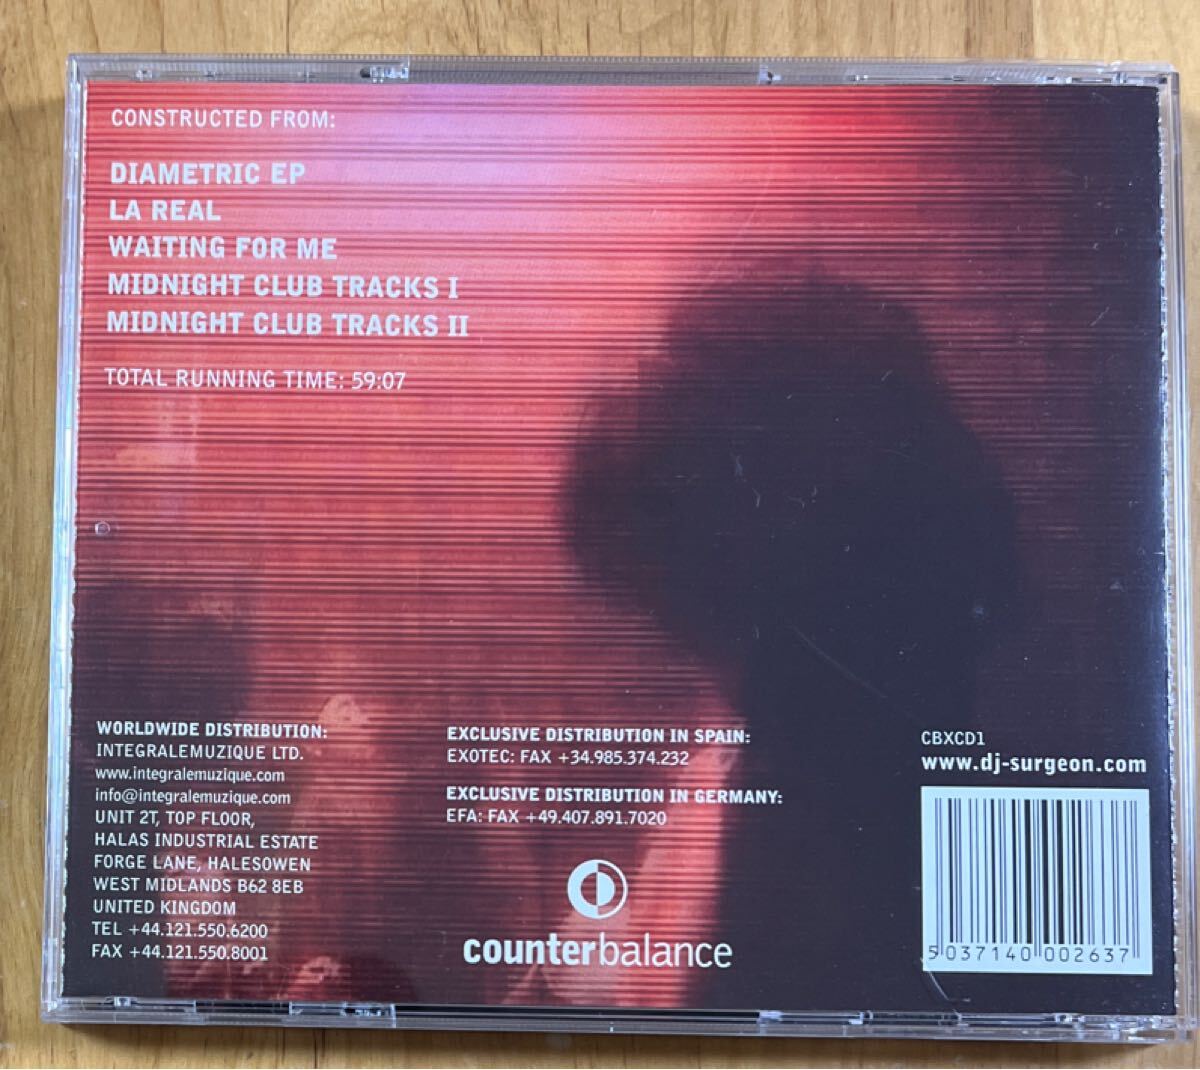 CONSTRUCTED FROM:
DIAMETRIC EP
LA REAL
WAITING FOR ME
MIDNIGHT CLUB TRACKS I
MIDNIGHT CLUB TRACKS II
TOTAL RUNNING TIME: 59:07
WORLDWIDE DISTRIBUTION:
INTEGRALEMUZIQUE LTD.
www.integralemuzique.com
info@integralemuzique.com
UNIT 2T, TOP FLOOR,
HALAS INDUSTRIAL ESTATE
FORGE LANE, HALESOWEN
WEST MIDLANDS B62 8EB
UNITED KINGDOM
TEL +44.121.550.6200
FAX +44.121.550.8001
EXCLUSIVE DISTRIBUTION IN SPAIN:
EXOTEC: FAX +34.985.374.232
EXCLUSIVE DISTRIBUTION IN GERMANY:
EFA: FAX +49.407.891.7020
counterbalance
CBXCD1
www.dj-surgeon.com
5 037140 002637